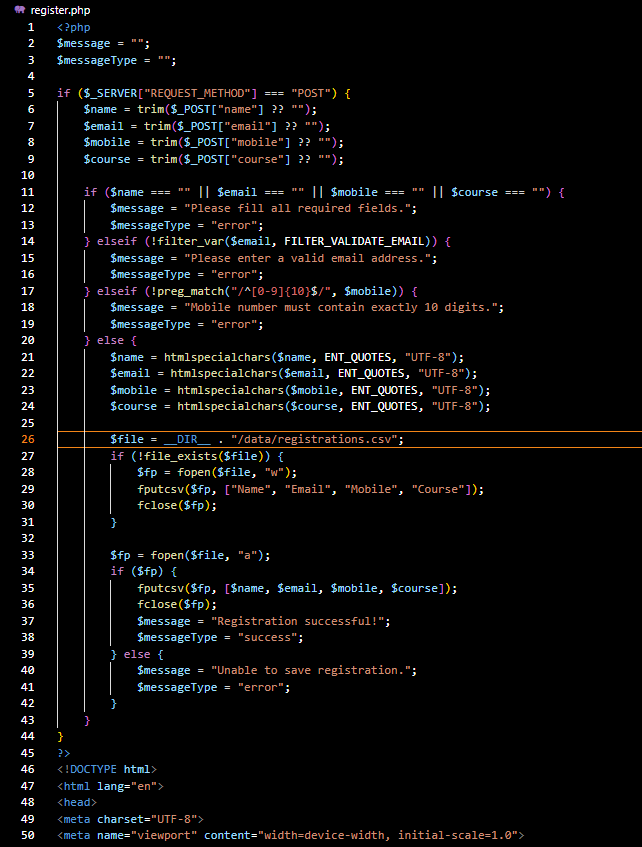 register.php
1 <?php
2 $message = "";
3 $messageType = "";
4
5 if ($_SERVER["REQUEST_METHOD"] === "POST") {
6     $name = trim($_POST["name"] ?? "");
7     $email = trim($_POST["email"] ?? "");
8     $mobile = trim($_POST["mobile"] ?? "");
9     $course = trim($_POST["course"] ?? "");
10
11     if ($name === "" || $email === "" || $mobile === "" || $course === "") {
12         $message = "Please fill all required fields.";
13         $messageType = "error";
14     } elseif (!filter_var($email, FILTER_VALIDATE_EMAIL)) {
15         $message = "Please enter a valid email address.";
16         $messageType = "error";
17     } elseif (!preg_match("/^[0-9]{10}$/", $mobile)) {
18         $message = "Mobile number must contain exactly 10 digits.";
19         $messageType = "error";
20     } else {
21         $name = htmlspecialchars($name, ENT_QUOTES, "UTF-8");
22         $email = htmlspecialchars($email, ENT_QUOTES, "UTF-8");
23         $mobile = htmlspecialchars($mobile, ENT_QUOTES, "UTF-8");
24         $course = htmlspecialchars($course, ENT_QUOTES, "UTF-8");
25
26         $file = __DIR__ . "/data/registrations.csv";
27         if (!file_exists($file)) {
28             $fp = fopen($file, "w");
29             fputcsv($fp, ["Name", "Email", "Mobile", "Course"]);
30             fclose($fp);
31         }
32
33         $fp = fopen($file, "a");
34         if ($fp) {
35             fputcsv($fp, [$name, $email, $mobile, $course]);
36             fclose($fp);
37             $message = "Registration successful!";
38             $messageType = "success";
39         } else {
40             $message = "Unable to save registration.";
41             $messageType = "error";
42         }
43     }
44 }
45 ?>
46 <!DOCTYPE html>
47 <html lang="en">
48 <head>
49 <meta charset="UTF-8">
50 <meta name="viewport" content="width=device-width, initial-scale=1.0">